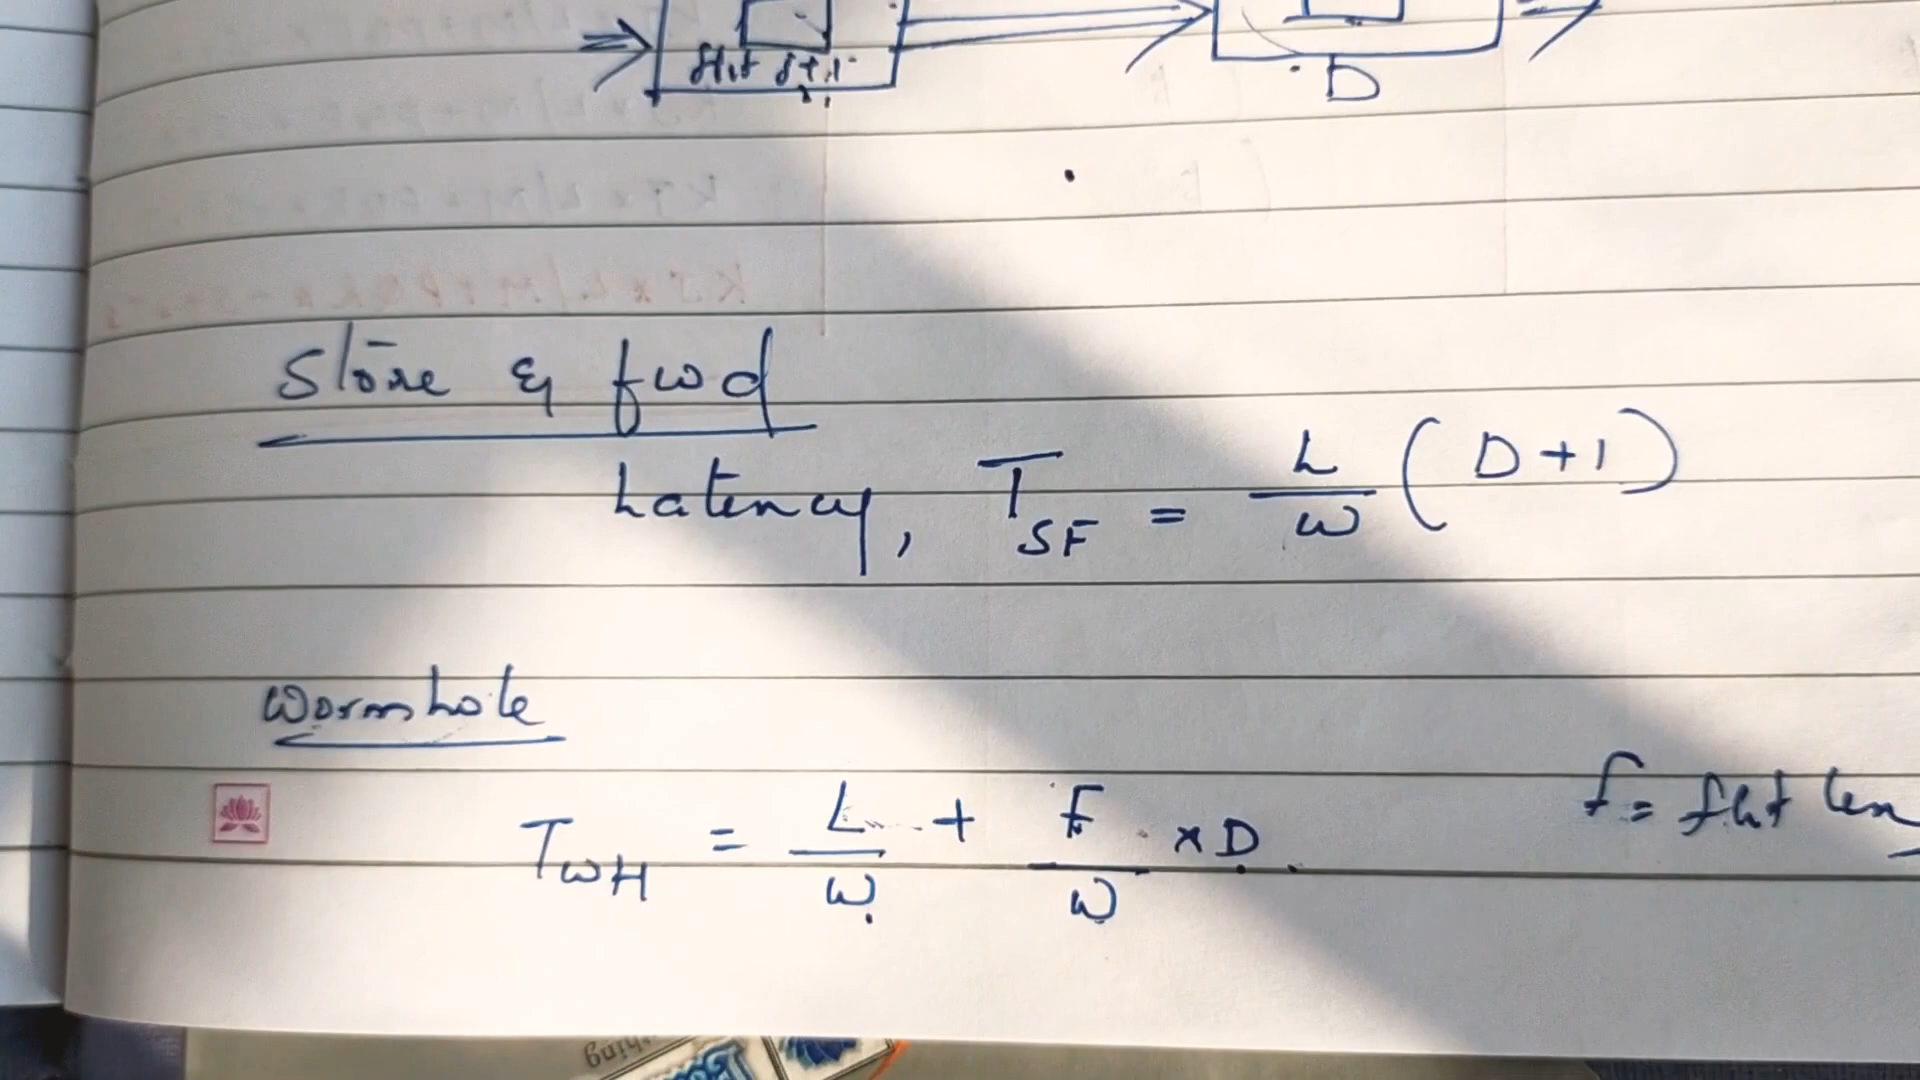 D
Store & fwd
Latency, T_SF = L/w (D+1)
Wormhole
T_WH = L/w + F/w × D
f = flit len